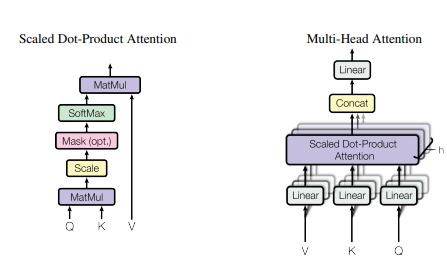 Scaled Dot-Product Attention
MatMul
SoftMax
Mask (opt.)
Scale
MatMul
Q K V
Multi-Head Attention
Linear
Concat
Scaled Dot-Product
Attention
h
Linear Linear Linear
V K Q